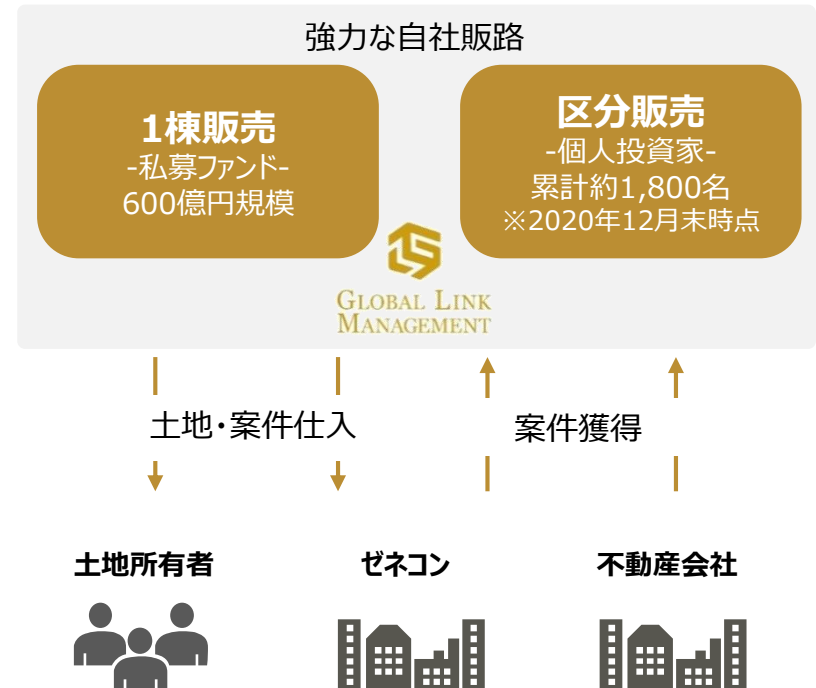 強力な自社販路
1棟販売
-私募ファンド-
600億円規模
区分販売
-個人投資家-
累計約1,800名
※2020年12月末時点
GLOBAL LINK
MANAGEMENT
土地・案件仕入
案件獲得
土地所有者
ゼネコン
不動産会社